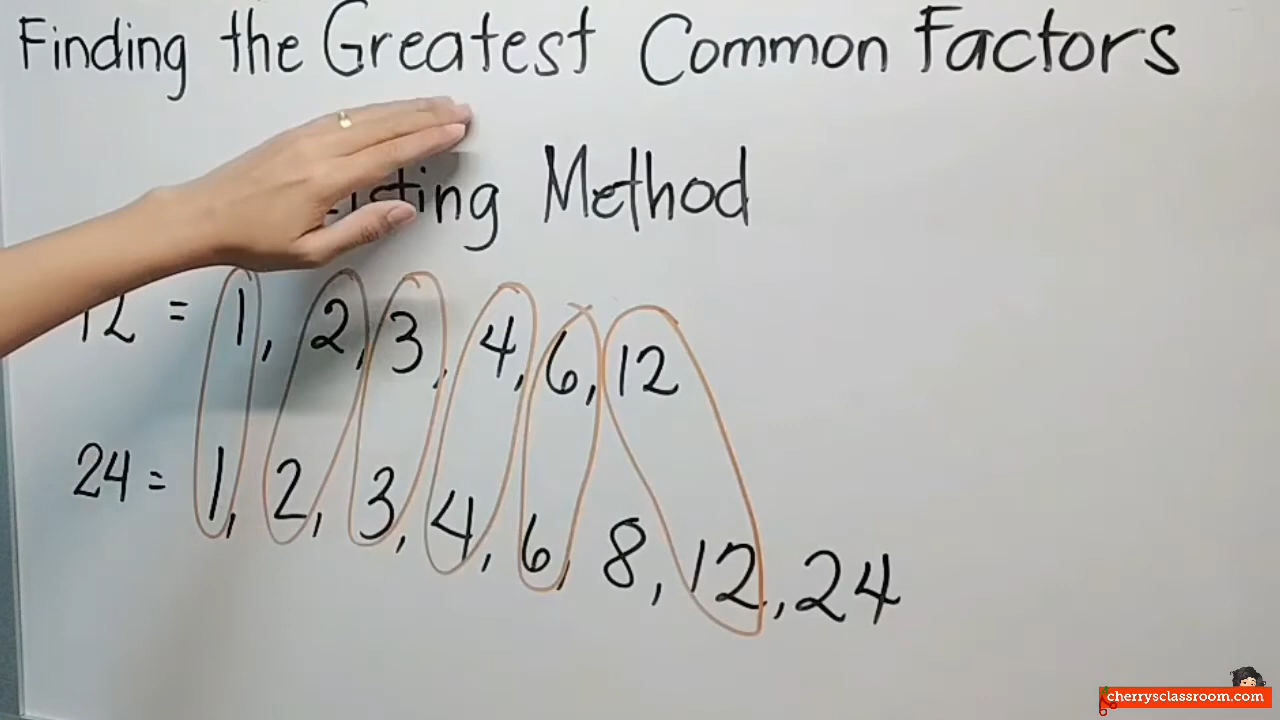 Finding the Greatest Common Factors
Listing Method
12 = 1, 2, 3, 4, 6, 12
24 = 1, 2, 3, 4, 6, 8, 12, 24
cherrysclassroom.com